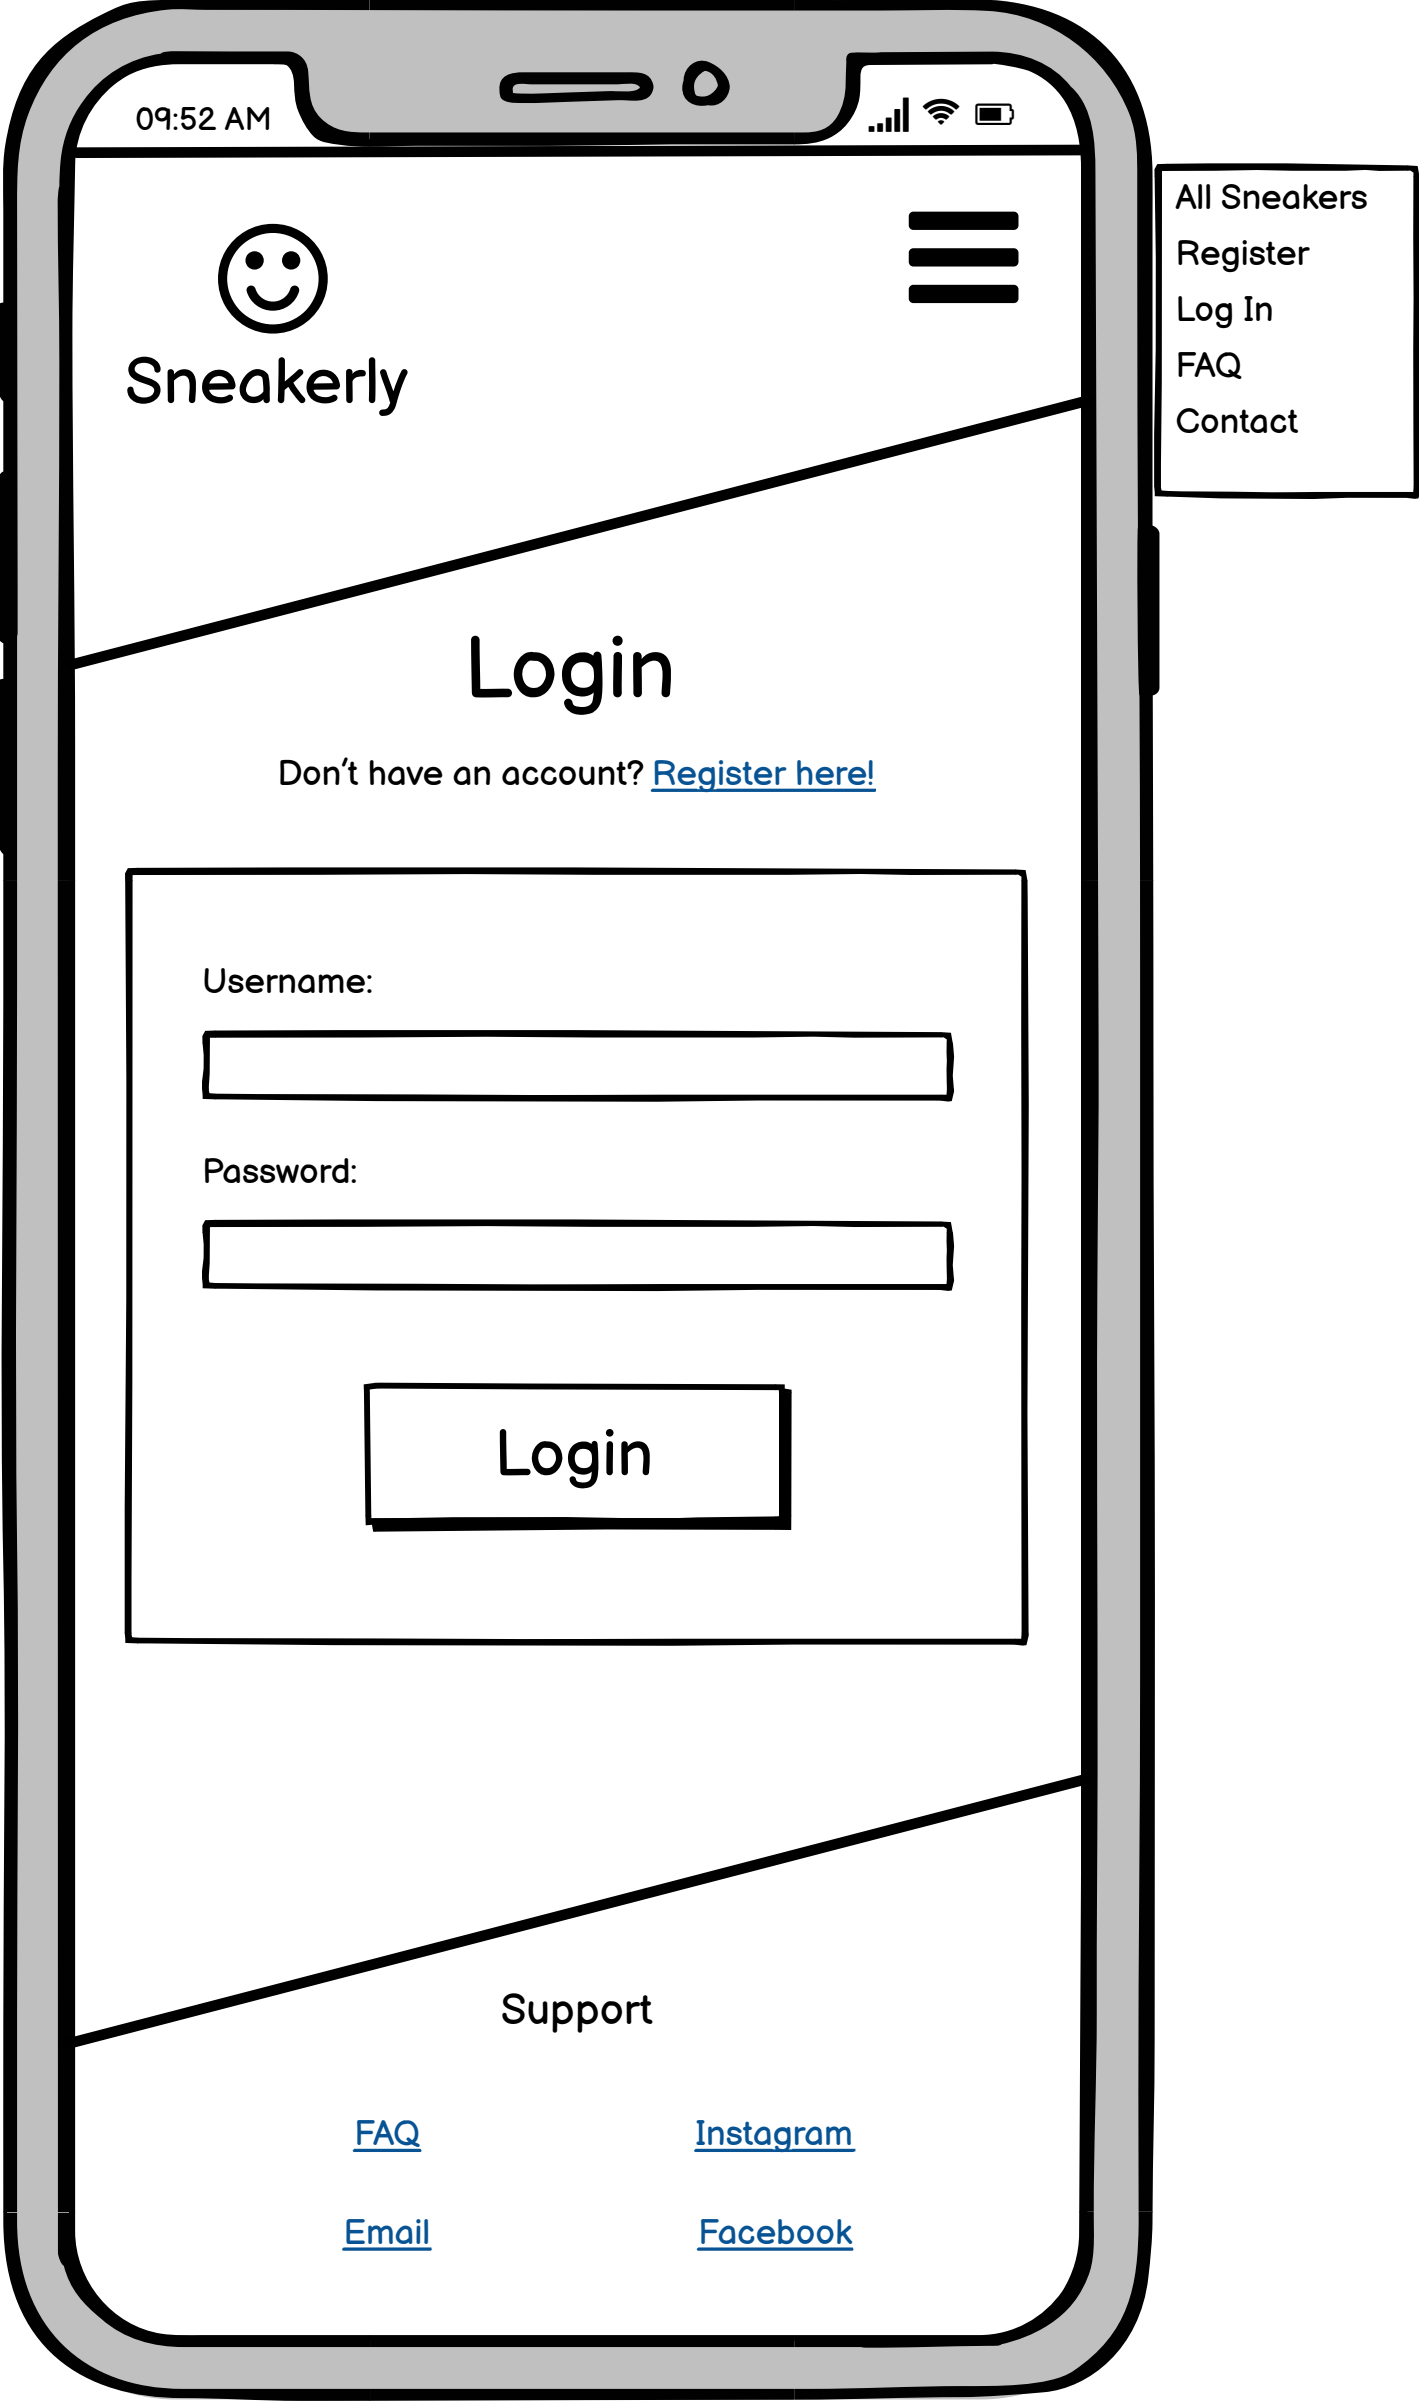 09:52 AM
Sneakerly
All Sneakers
Register
Log In
FAQ
Contact
Login
Don't have an account? Register here!
Username:
Password:
Login
Support
FAQ Instagram
Email Facebook